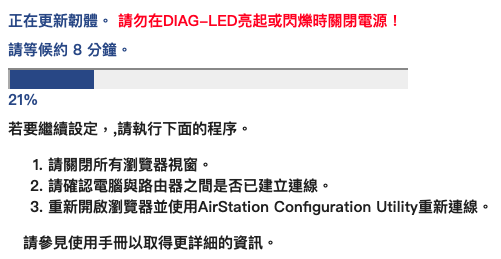 正在更新韌體。 請勿在DIAG-LED亮起或閃爍時關閉電源！
請等候約 8 分鐘。
21%
若要繼續設定，,請執行下面的程序。
1. 請關閉所有瀏覽器視窗。
2. 請確認電腦與路由器之間是否已建立連線。
3. 重新開啟瀏覽器並使用AirStation Configuration Utility重新連線。
請參見使用手冊以取得更詳細的資訊。